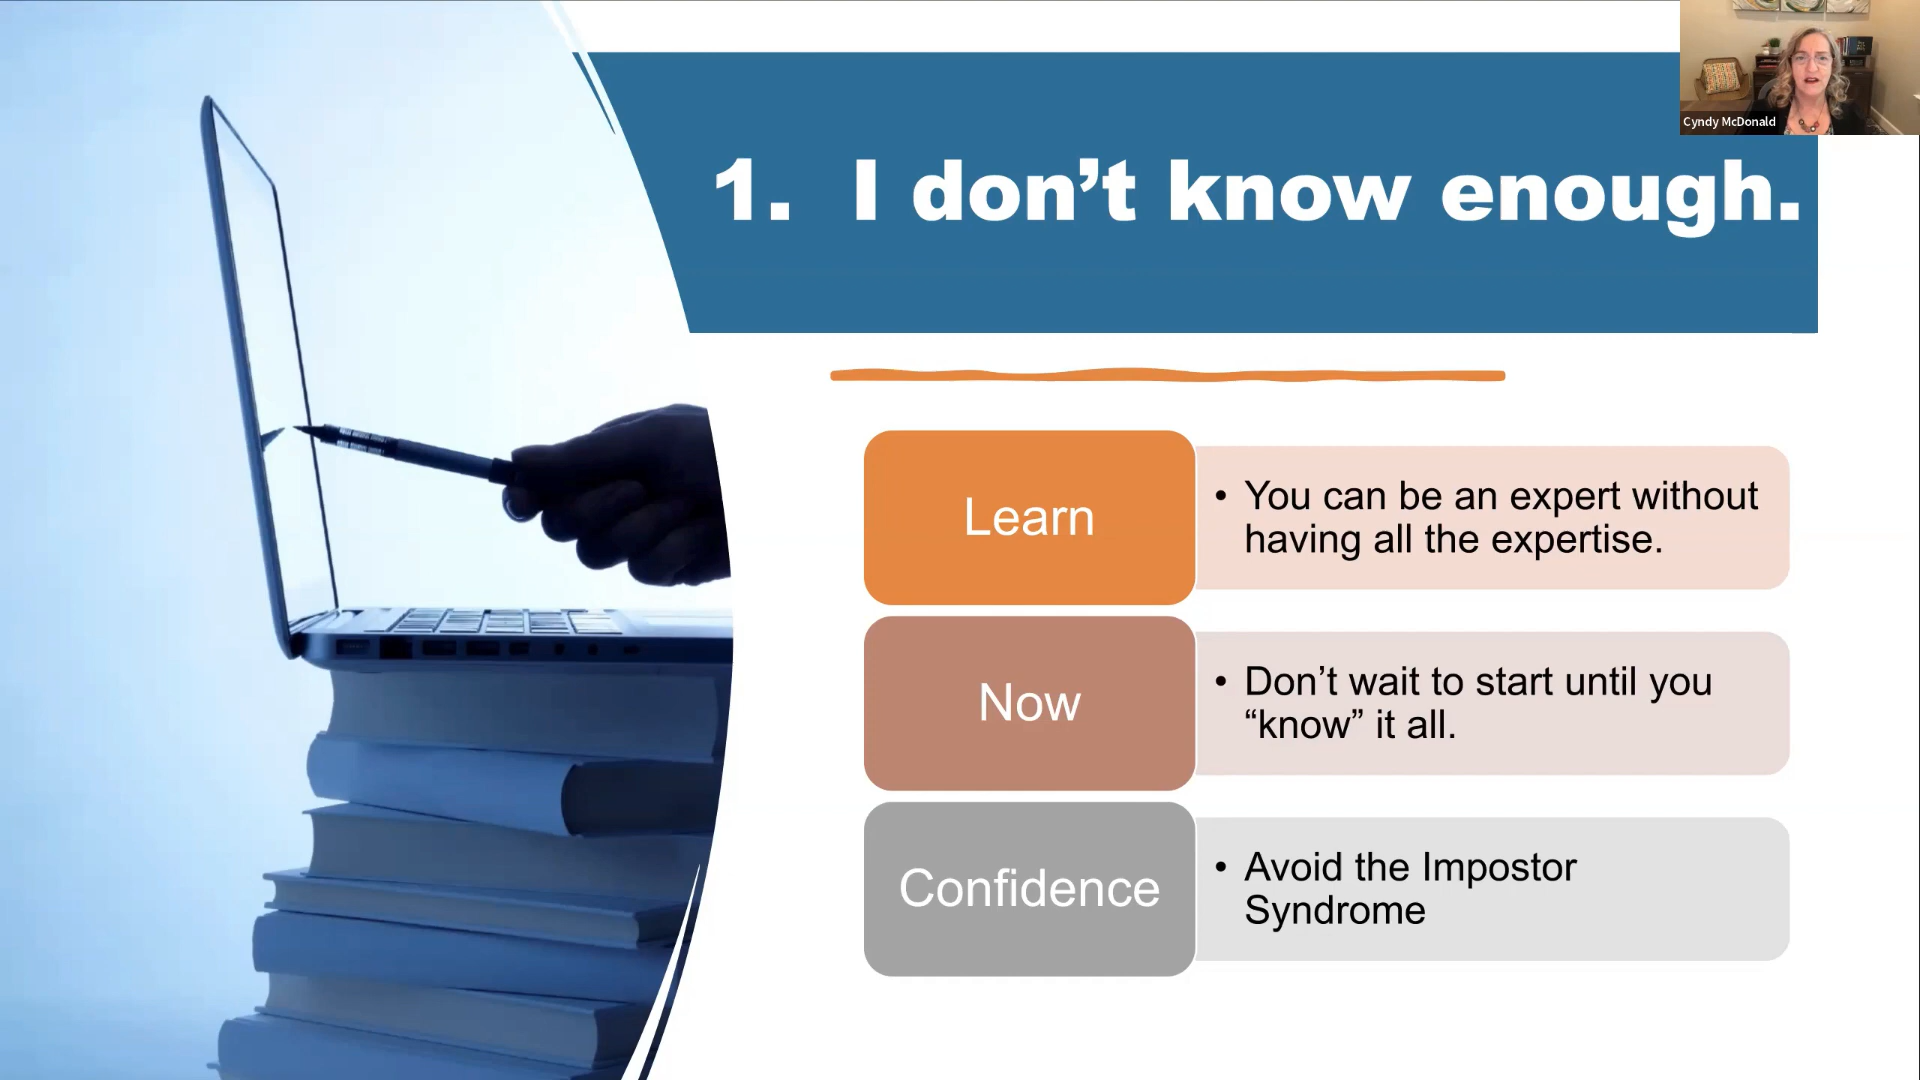 Cyndy McDonald
1. I don’t know enough.
Learn
• You can be an expert without
having all the expertise.
Now
• Don’t wait to start until you
“know” it all.
Confidence
• Avoid the Impostor
Syndrome